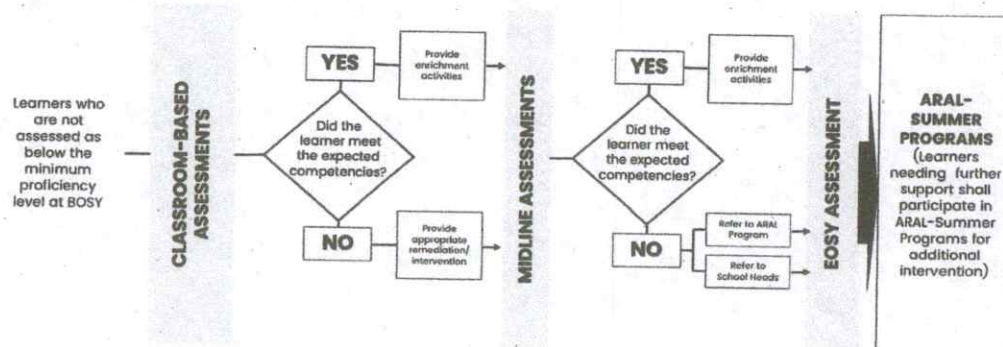 Learners who
are not
assessed as
below the
minimum
proficiency
level at BOSY
CLASSROOM-BASED
ASSESSMENTS
YES
Provide
enrichment
activities
Did the
learner meet
the expected
competencies?
NO
Provide
appropriate
remediation/
intervention
MIDLINE ASSESSMENTS
YES
Provide
enrichment
activities
Did the
learner meet
the expected
competencies?
NO
Refer to ARAL
Program
Refer to
School Heads
EOSY ASSESSMENT
ARAL-
SUMMER
PROGRAMS
(Learners
needing further
support shall
participate in
ARAL-Summer
Programs for
additional
intervention)